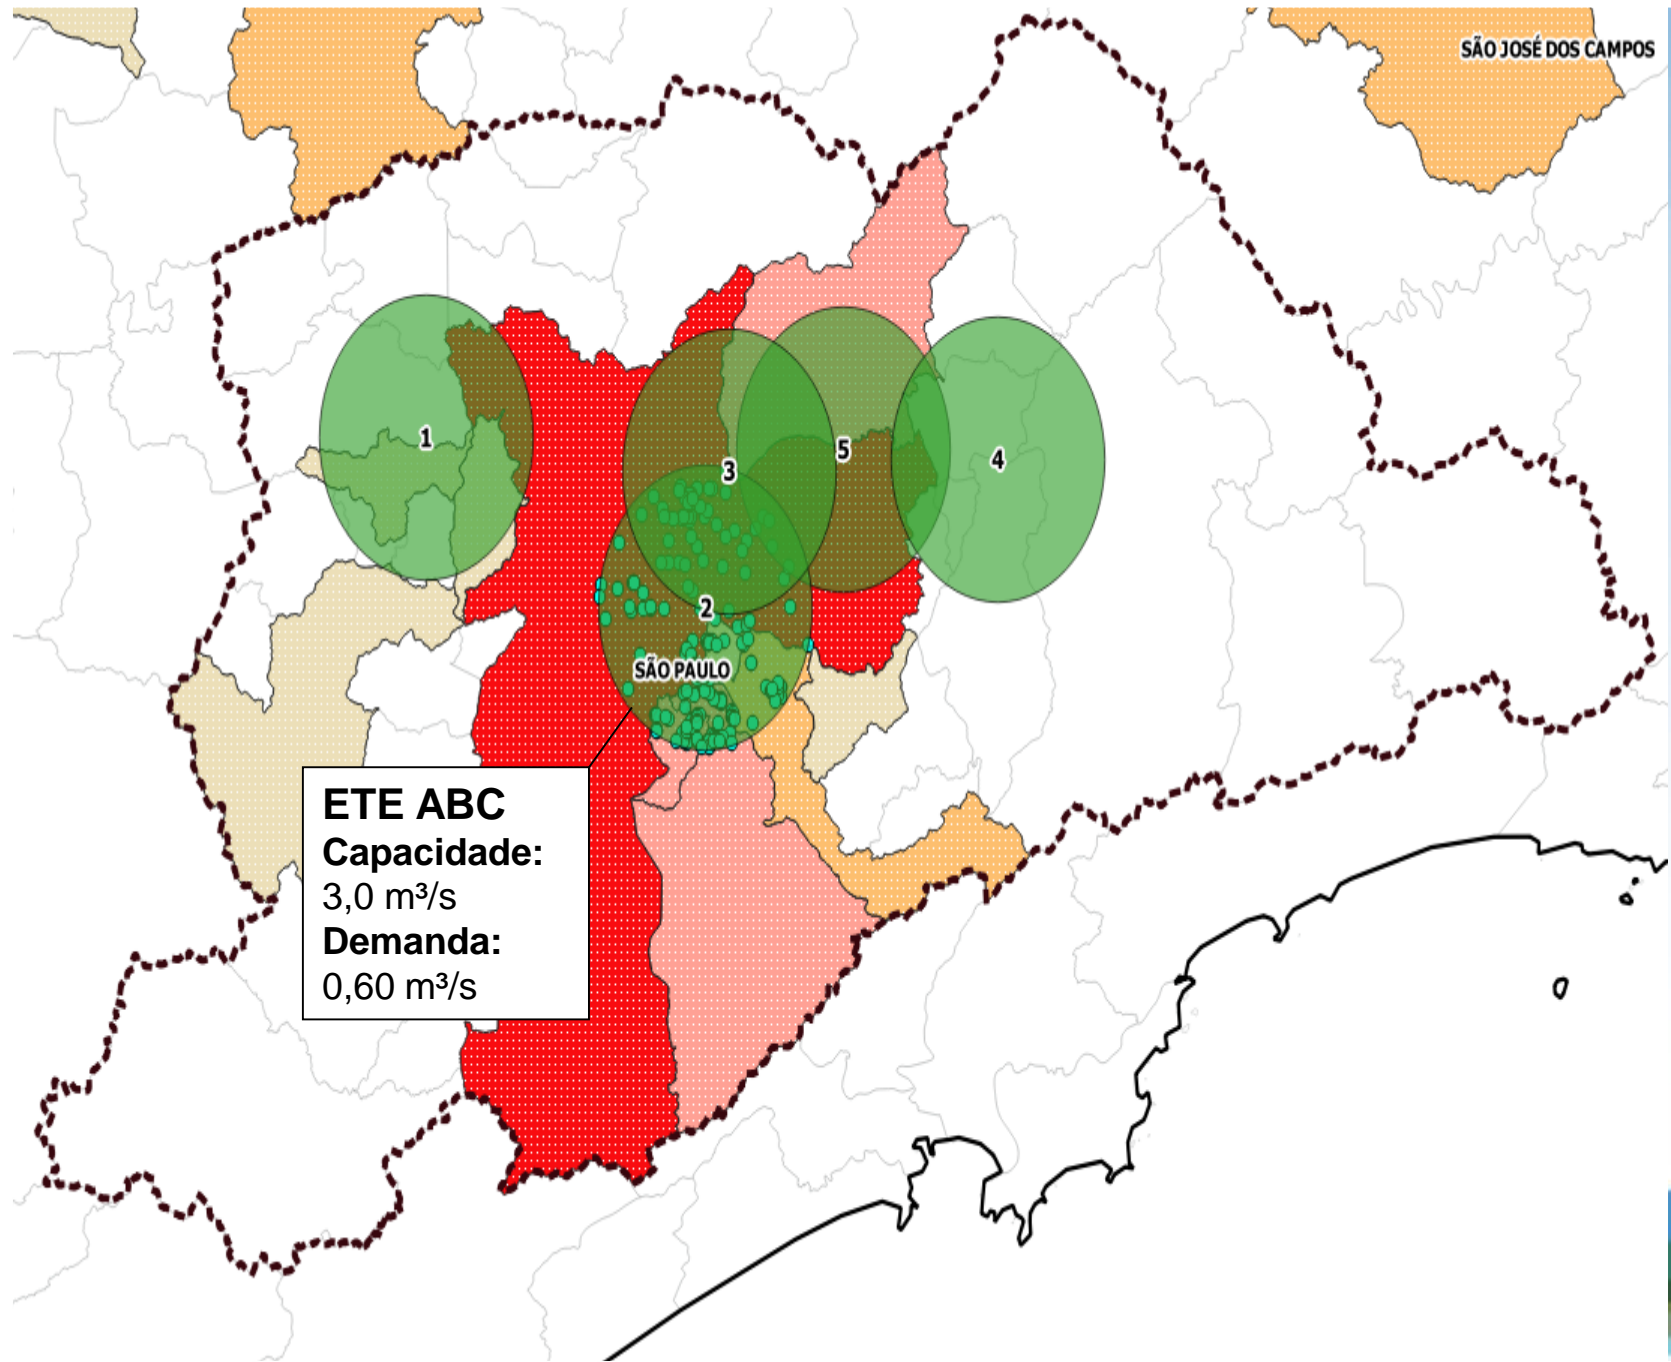 SÃO JOSÉ DOS CAMPOS
1
5
4
3
2
SÃO PAULO
ETE ABC
Capacidade:
3,0 m³/s
Demanda:
0,60 m³/s